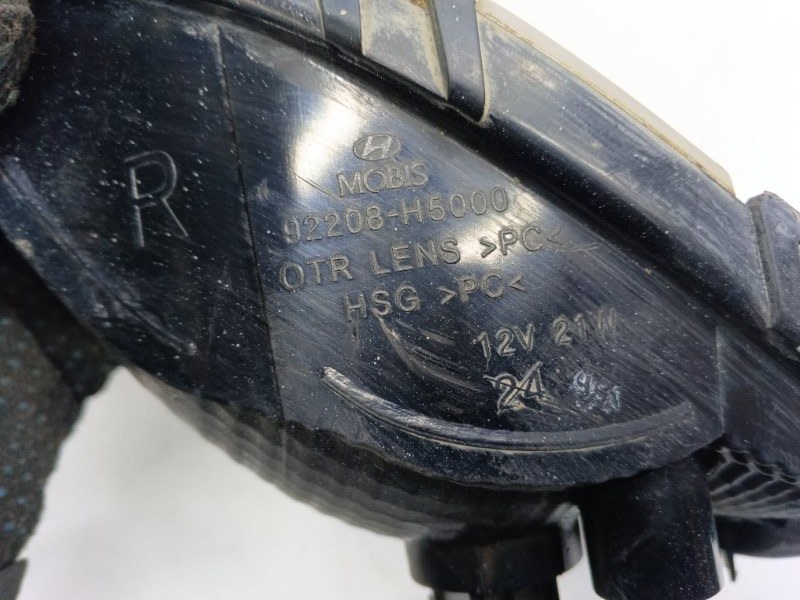 R
MOBIS
92208-H5000
OTR LENS >PC<
HSG >PC<
12V 21W
24